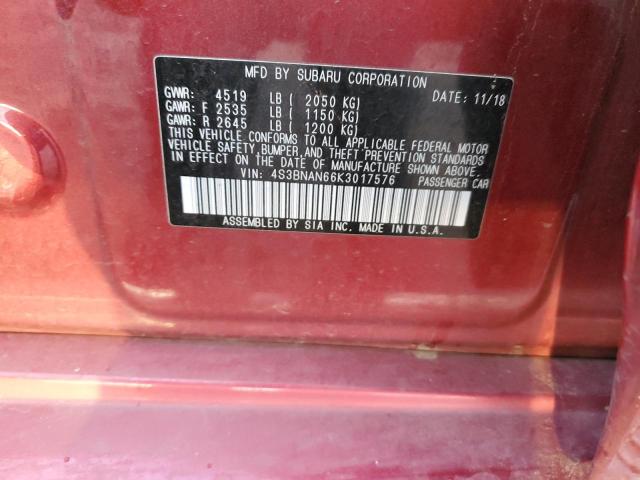 MFD BY SUBARU CORPORATION
GVWR: 4519 LB ( 2050 KG) DATE: 11/18
GAWR: F 2535 LB ( 1150 KG)
GAWR: R 2645 LB ( 1200 KG)
THIS VEHICLE CONFORMS TO ALL APPLICABLE FEDERAL MOTOR
VEHICLE SAFETY, BUMPER, AND THEFT PREVENTION STANDARDS
IN EFFECT ON THE DATE OF MANUFACTURE SHOWN ABOVE.
VIN: 4S3BNAN66K3017576 PASSENGER CAR
ASSEMBLED BY SIA INC. MADE IN U.S.A.